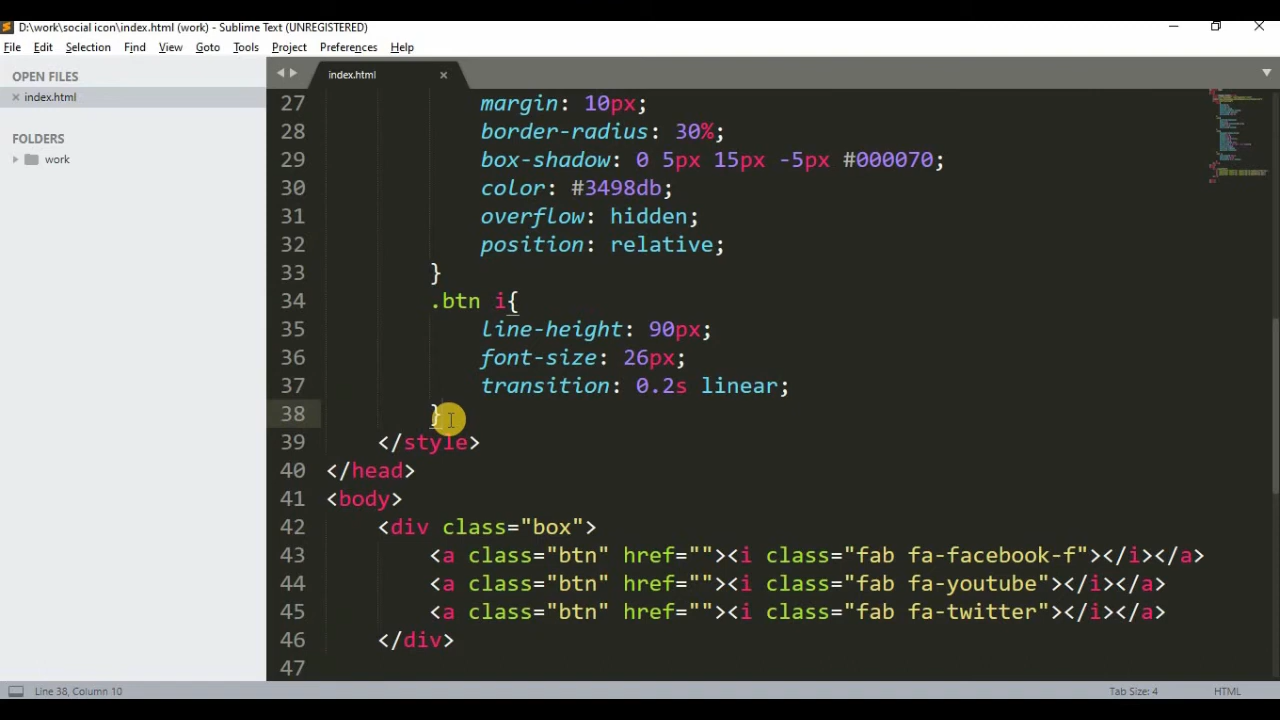 D:\work\social icon\index.html (work) - Sublime Text (UNREGISTERED)
File Edit Selection Find View Goto Tools Project Preferences Help
OPEN FILES
index.html
FOLDERS
work
index.html
27 margin: 10px;
28 border-radius: 30%;
29 box-shadow: 0 5px 15px -5px #000070;
30 color: #3498db;
31 overflow: hidden;
32 position: relative;
33 }
34 .btn i{
35 line-height: 90px;
36 font-size: 26px;
37 transition: 0.2s linear;
38 }
39 </style>
40 </head>
41 <body>
42 <div class="box">
43 <a class="btn" href=""><i class="fab fa-facebook-f"></i></a>
44 <a class="btn" href=""><i class="fab fa-youtube"></i></a>
45 <a class="btn" href=""><i class="fab fa-twitter"></i></a>
46 </div>
47
Line 38, Column 10
Tab Size: 4
HTML